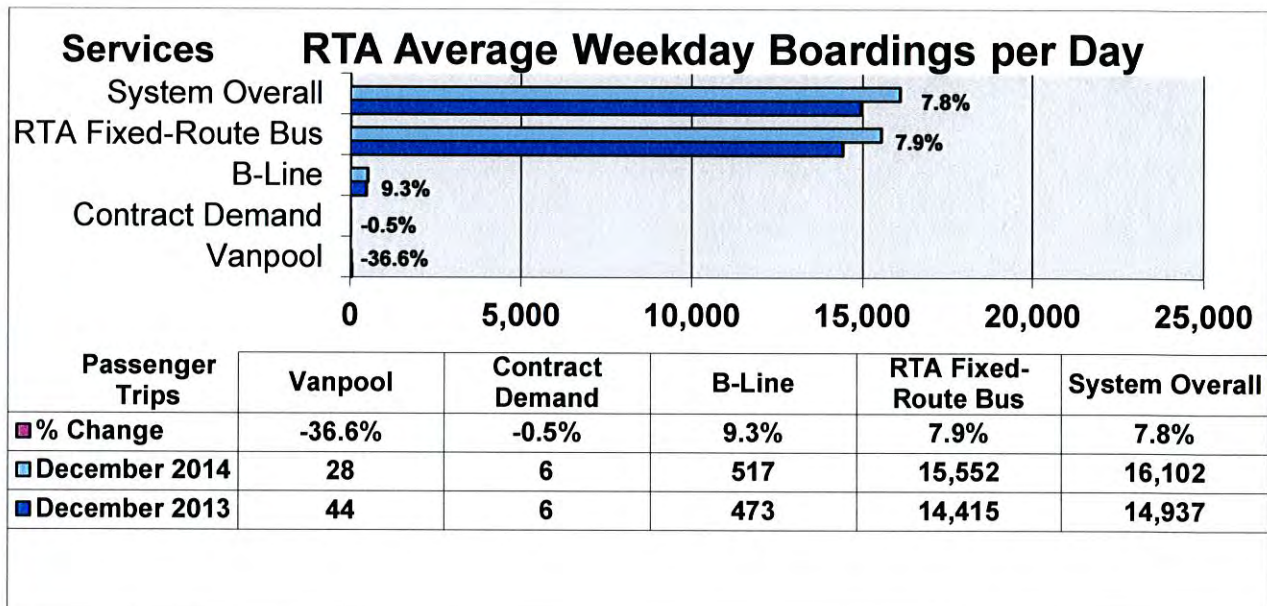 Services RTA Average Weekday Boardings per Day
System Overall 7.8%
RTA Fixed-Route Bus 7.9%
B-Line 9.3%
Contract Demand -0.5%
Vanpool -36.6%
0 5,000 10,000 15,000 20,000 25,000
Passenger Trips Vanpool Contract Demand B-Line RTA Fixed-Route Bus System Overall
% Change -36.6% -0.5% 9.3% 7.9% 7.8%
December 2014 28 6 517 15,552 16,102
December 2013 44 6 473 14,415 14,937